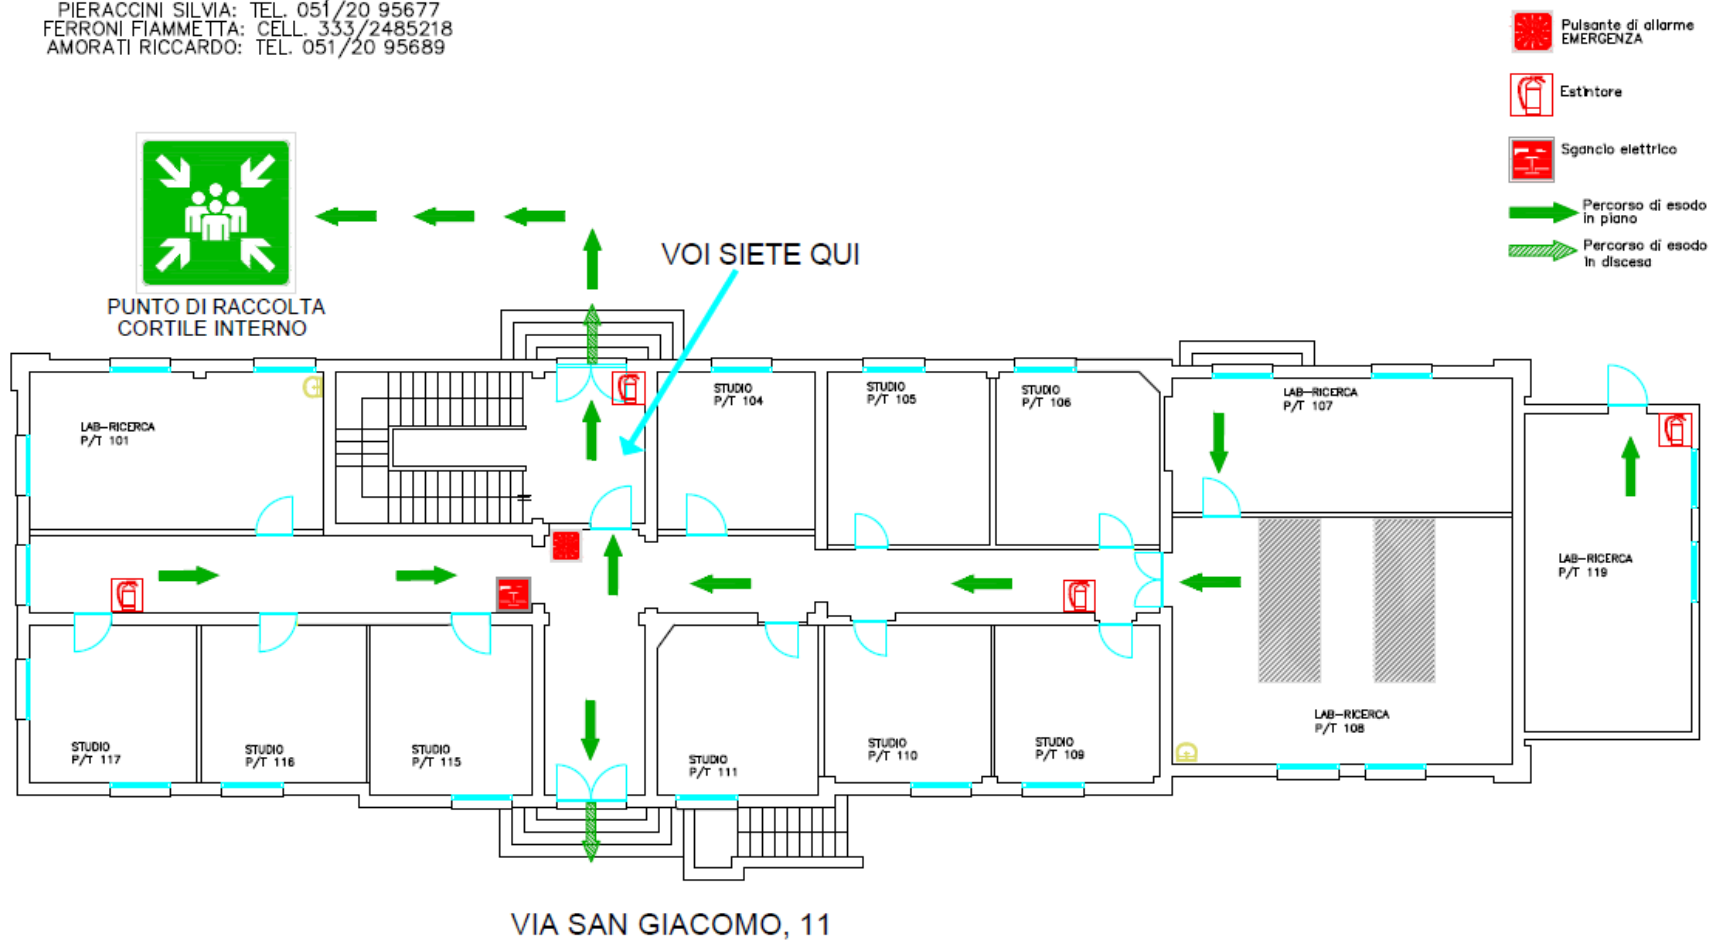 PIERACCINI SILVIA: TEL. 051/20 95677
FERRONI FIAMMETTA: CELL. 333/2485218
AMORATI RICCARDO: TEL. 051/20 95689
Pulsante di allarme
EMERGENZA
Estintore
Sgancio elettrico
Percorso di esodo
in piano
Percorso di esodo
in discesa
VOI SIETE QUI
PUNTO DI RACCOLTA
CORTILE INTERNO
LAB-RICERCA
P/T 101
STUDIO
P/T 104
STUDIO
P/T 105
STUDIO
P/T 106
LAB-RICERCA
P/T 107
LAB-RICERCA
P/T 119
STUDIO
P/T 117
STUDIO
P/T 116
STUDIO
P/T 115
STUDIO
P/T 111
STUDIO
P/T 110
STUDIO
P/T 109
LAB-RICERCA
P/T 108
VIA SAN GIACOMO, 11